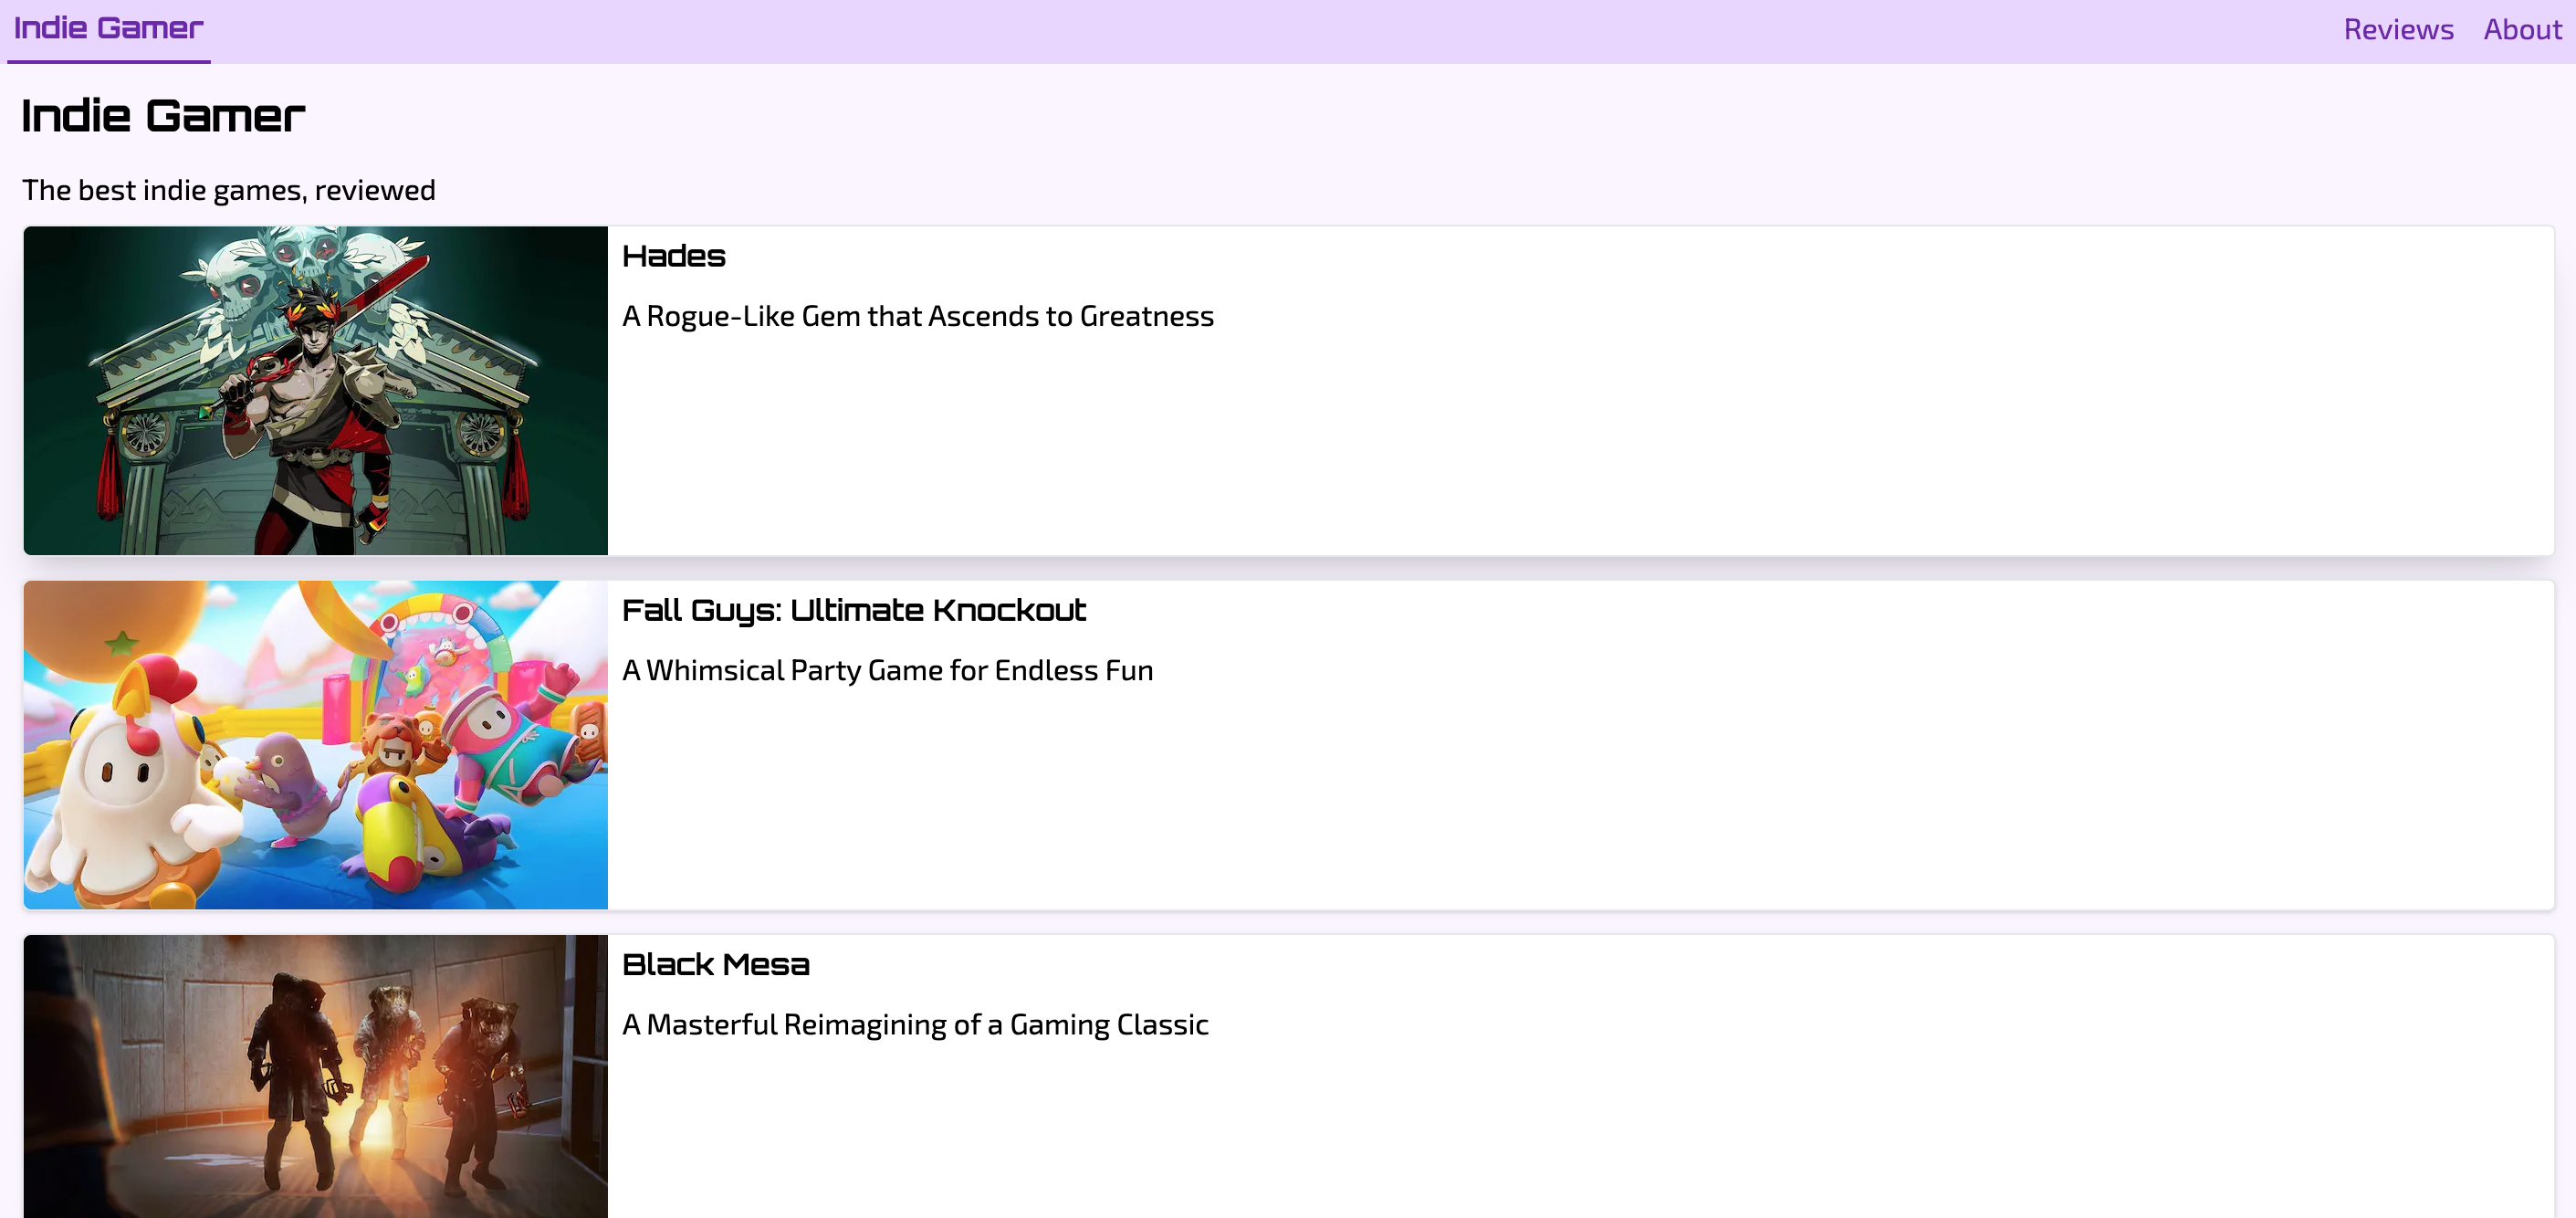 Indie Gamer
Reviews
About
Indie Gamer
The best indie games, reviewed
Hades
A Rogue-Like Gem that Ascends to Greatness
Fall Guys: Ultimate Knockout
A Whimsical Party Game for Endless Fun
Black Mesa
A Masterful Reimagining of a Gaming Classic